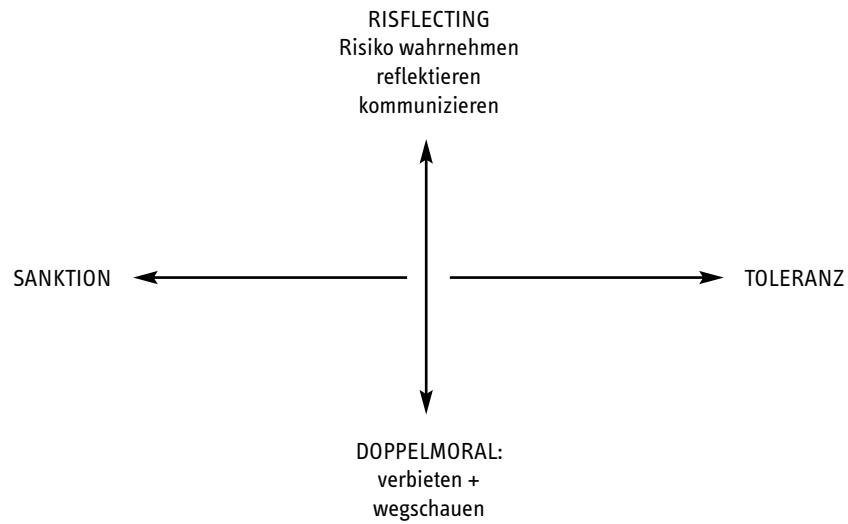 RISFLECTING
Risiko wahrnehmen
reflektieren
kommunizieren
SANKTION
TOLERANZ
DOPPELMORAL:
verbieten +
wegschauen